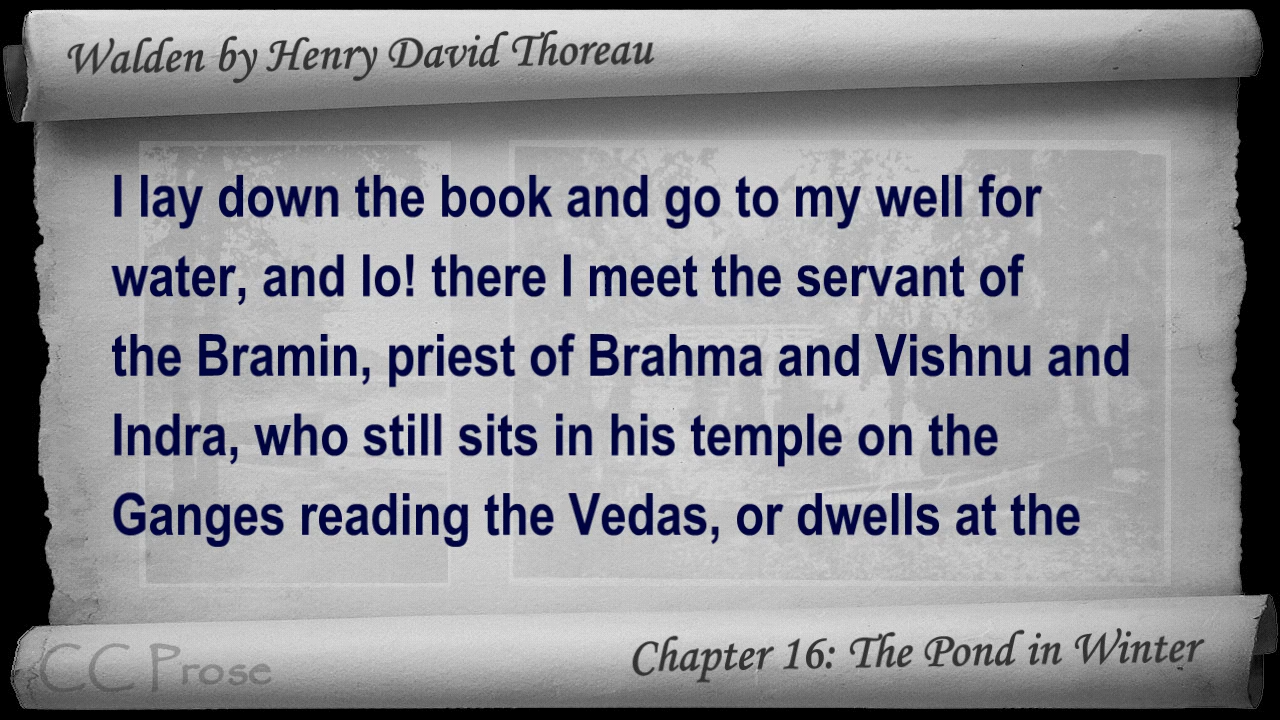 Walden by Henry David Thoreau
I lay down the book and go to my well for
water, and lo! there I meet the servant of
the Bramin, priest of Brahma and Vishnu and
Indra, who still sits in his temple on the
Ganges reading the Vedas, or dwells at the
CC Prose
Chapter 16: The Pond in Winter